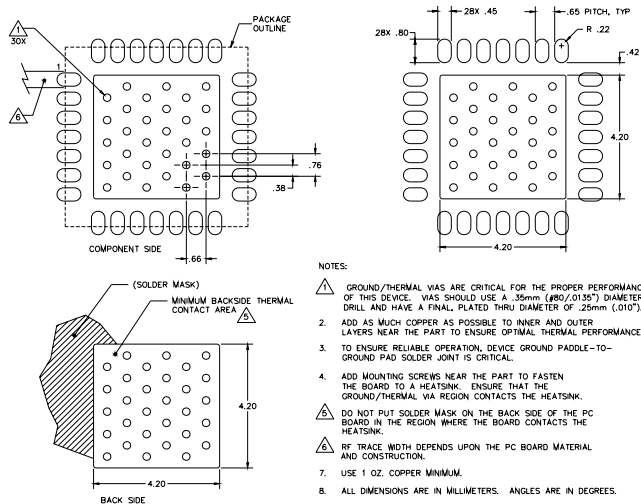 1
30X
PACKAGE
OUTLINE
28X .45
.65 PITCH, TYP
28X .80
R .22
.42
1
6
.76
.38
4.20
COMPONENT SIDE
.66
4.20
(SOLDER MASK)
MINIMUM BACKSIDE THERMAL
CONTACT AREA 5
4.20
4.20
BACK SIDE
NOTES:
1 GROUND/THERMAL VIAS ARE CRITICAL FOR THE PROPER PERFORMANCE
OF THIS DEVICE. VIAS SHOULD USE A .35mm (#80/.0135") DIAMETER
DRILL AND HAVE A FINAL, PLATED THRU DIAMETER OF .25mm (.010").
2. ADD AS MUCH COPPER AS POSSIBLE TO INNER AND OUTER
LAYERS NEAR THE PART TO ENSURE OPTIMAL THERMAL PERFORMANCE
3. TO ENSURE RELIABLE OPERATION, DEVICE GROUND PADDLE-TO-
GROUND PAD SOLDER JOINT IS CRITICAL.
4. ADD MOUNTING SCREWS NEAR THE PART TO FASTEN
THE BOARD TO A HEATSINK. ENSURE THAT THE
GROUND/THERMAL VIA REGION CONTACTS THE HEATSINK.
5 DO NOT PUT SOLDER MASK ON THE BACK SIDE OF THE PC
BOARD IN THE REGION WHERE THE BOARD CONTACTS THE
HEATSINK.
6 RF TRACE WIDTH DEPENDS UPON THE PC BOARD MATERIAL
AND CONSTRUCTION.
7. USE 1 OZ. COPPER MINIMUM.
8. ALL DIMENSIONS ARE IN MILLIMETERS. ANGLES ARE IN DEGREES.